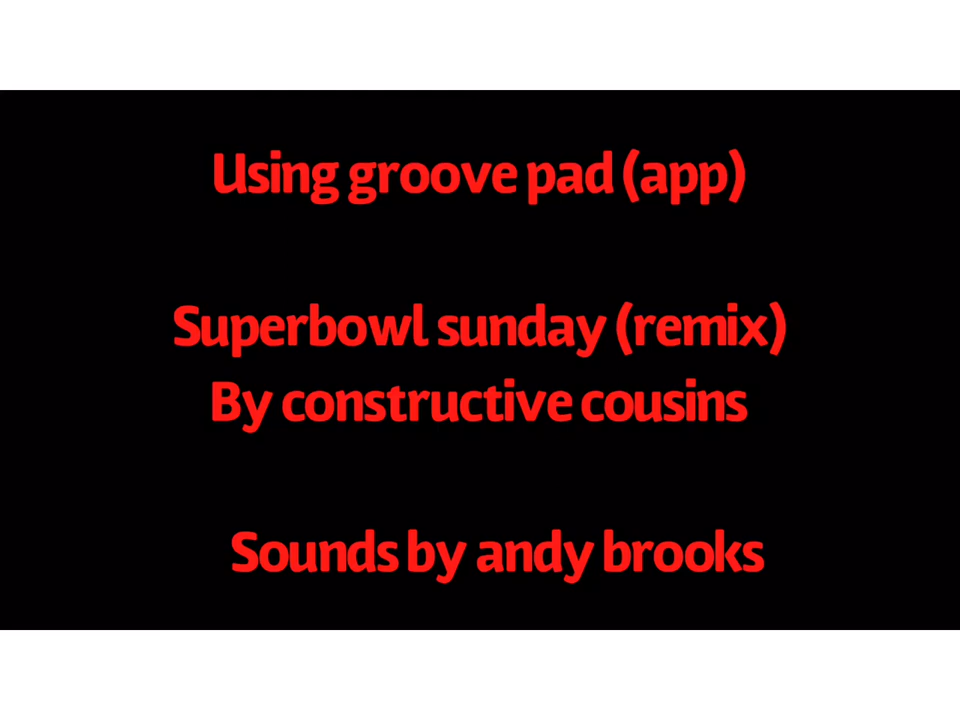 Using groove pad (app)
Superbowl sunday (remix)
By constructive cousins
Sounds by andy brooks